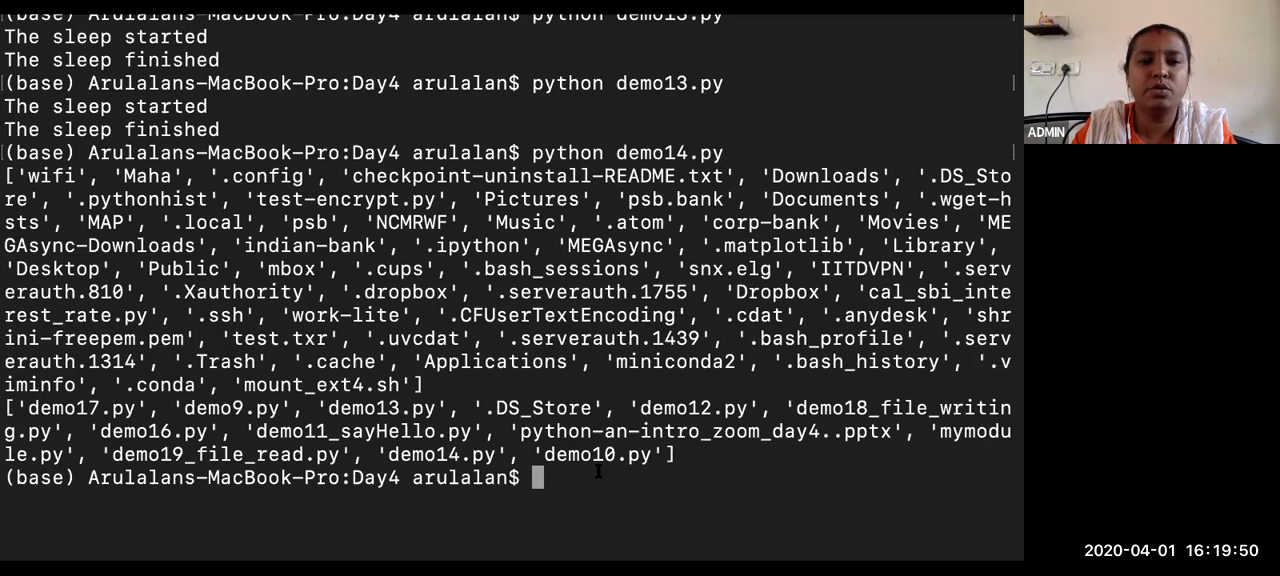 (base) Arulalans-MacBook-Pro:Day4 arulalan$ python demo13.py
The sleep started
The sleep finished
(base) Arulalans-MacBook-Pro:Day4 arulalan$ python demo13.py
The sleep started
The sleep finished
(base) Arulalans-MacBook-Pro:Day4 arulalan$ python demo14.py
['wifi', 'Maha', '.config', 'checkpoint-uninstall-README.txt', 'Downloads', '.DS_Sto
re', '.pythonhist', 'test-encrypt.py', 'Pictures', 'psb.bank', 'Documents', '.wget-h
sts', 'MAP', '.local', 'psb', 'NCMRWF', 'Music', '.atom', 'corp-bank', 'Movies', 'ME
GAsync-Downloads', 'indian-bank', '.ipython', 'MEGAsync', '.matplotlib', 'Library',
'Desktop', 'Public', 'mbox', '.cups', '.bash_sessions', 'snx.elg', 'IITDVPN', '.serv
erauth.810', '.Xauthority', '.dropbox', '.serverauth.1755', 'Dropbox', 'cal_sbi_inte
rest_rate.py', '.ssh', 'work-lite', '.CFUserTextEncoding', '.cdat', '.anydesk', 'shr
ini-freepem.pem', 'test.txr', '.uvcdat', '.serverauth.1439', '.bash_profile', '.serv
erauth.1314', '.Trash', '.cache', 'Applications', 'miniconda2', '.bash_history', '.v
iminfo', '.conda', 'mount_ext4.sh']
['demo17.py', 'demo9.py', 'demo13.py', '.DS_Store', 'demo12.py', 'demo18_file_writin
g.py', 'demo16.py', 'demo11_sayHello.py', 'python-an-intro_zoom_day4..pptx', 'mymodu
le.py', 'demo19_file_read.py', 'demo14.py', 'demo10.py']
(base) Arulalans-MacBook-Pro:Day4 arulalan$
ADMIN
2020-04-01 16:19:50